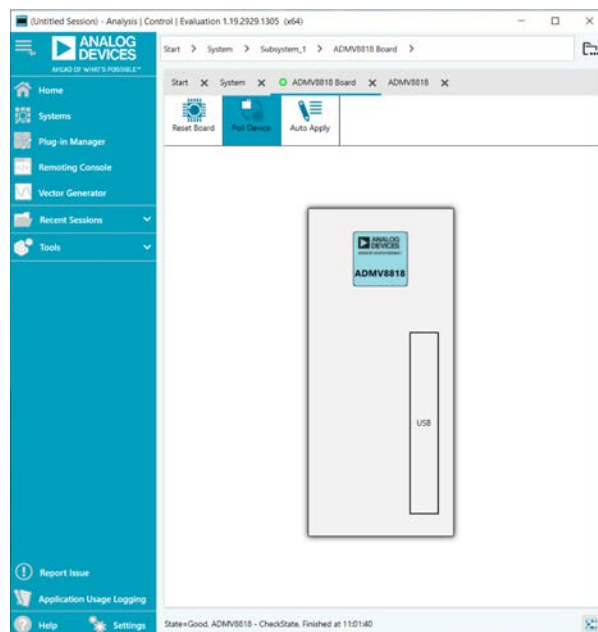 (Untitled Session) - Analysis | Control | Evaluation 1.19.2929.1305 (x64)
ANALOG DEVICES
AHEAD OF WHAT'S POSSIBLE™
Start > System > Subsystem_1 > ADMV8818 Board >
Start System ADMV8818 Board ADMV8818
Reset Board Poll Device Auto Apply
Home
Systems
Plug-in Manager
Remoting Console
Vector Generator
Recent Sessions
Tools
ANALOG DEVICES
ADMV8818
USB
Report Issue
Application Usage Logging
Help Settings
State=Good. ADMV8818 - CheckState. Finished at 11:01:40